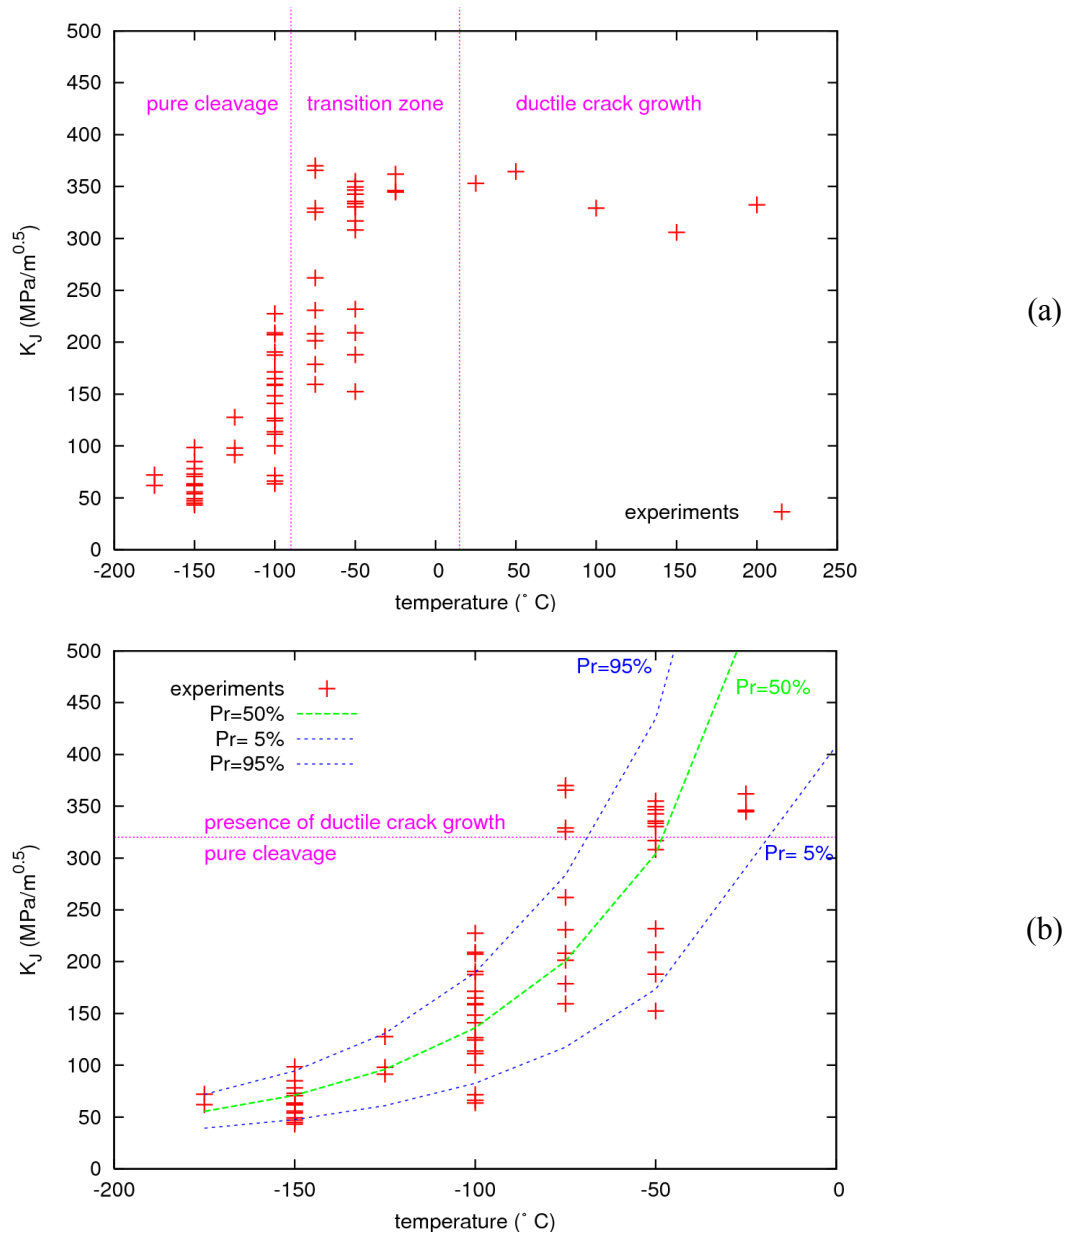 500
450
pure cleavage transition zone ductile crack growth
400
350
300
K_J (MPa/m^0.5)
250
(a)
200
150
100
50
experiments
0
-200 -150 -100 -50 0 50 100 150 200 250
temperature (° C)
500
Pr=95%
experiments
Pr=50%
450
Pr=50%
Pr= 5%
400
Pr=95%
350
presence of ductile crack growth
300
pure cleavage
Pr= 5%
K_J (MPa/m^0.5)
250
(b)
200
150
100
50
0
-200 -150 -100 -50 0
temperature (° C)